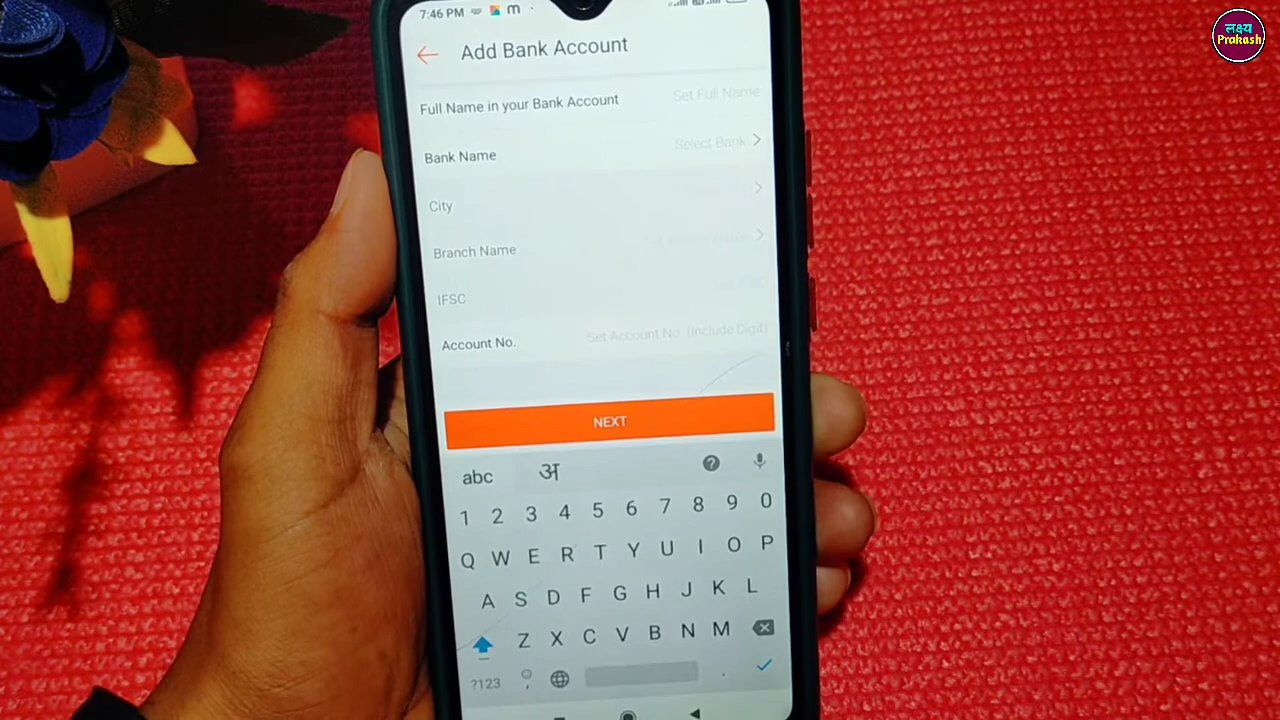 लक्ष्य
Prakash
7:46 PM m
Add Bank Account
Full Name in your Bank Account Set Full Name
Bank Name Select Bank
City
Branch Name
IFSC
Account No. Set Account No. (Include Digit)
NEXT
abc अ ?
1 2 3 4 5 6 7 8 9 0
Q W E R T Y U I O P
A S D F G H J K L
Z X C V B N M
?123 , .